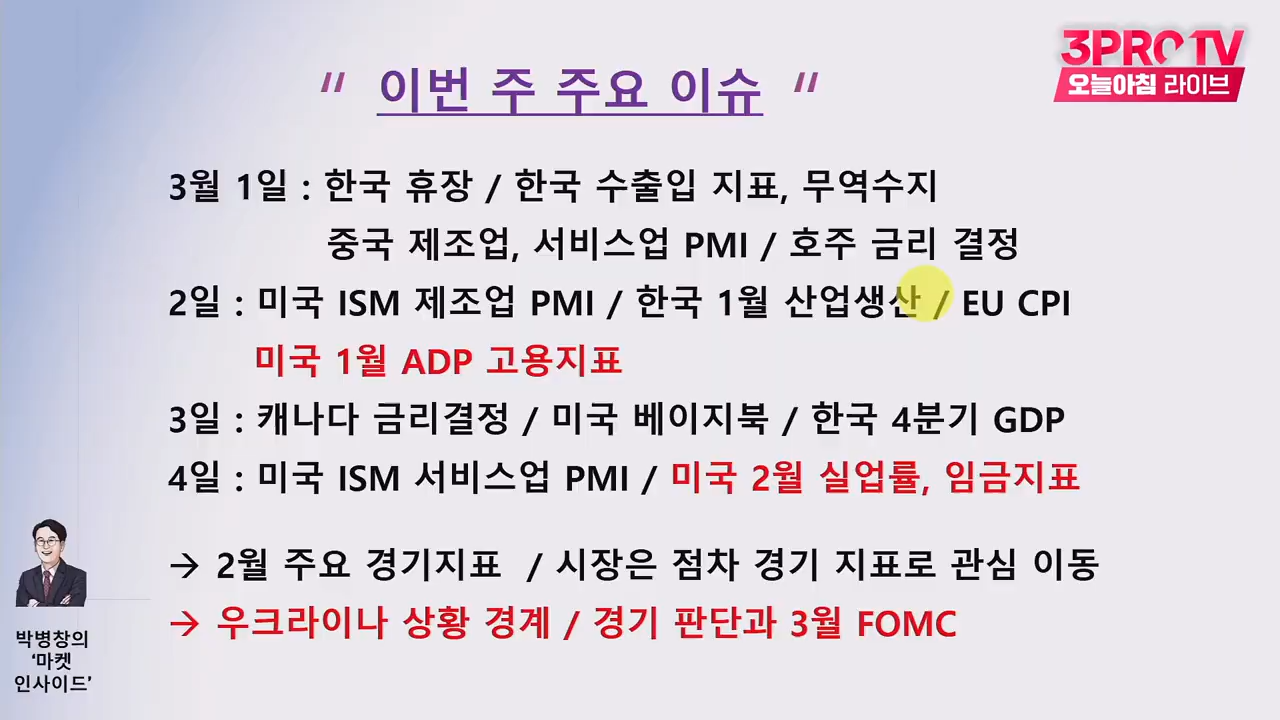 3PROTV
오늘아침 라이브
" 이번 주 주요 이슈 "
3월 1일 : 한국 휴장 / 한국 수출입 지표, 무역수지
중국 제조업, 서비스업 PMI / 호주 금리 결정
2일 : 미국 ISM 제조업 PMI / 한국 1월 산업생산 / EU CPI
미국 1월 ADP 고용지표
3일 : 캐나다 금리결정 / 미국 베이지북 / 한국 4분기 GDP
4일 : 미국 ISM 서비스업 PMI / 미국 2월 실업률, 임금지표
→ 2월 주요 경기지표 / 시장은 점차 경기 지표로 관심 이동
→ 우크라이나 상황 경계 / 경기 판단과 3월 FOMC
박병창의
‘마켓
인사이드’